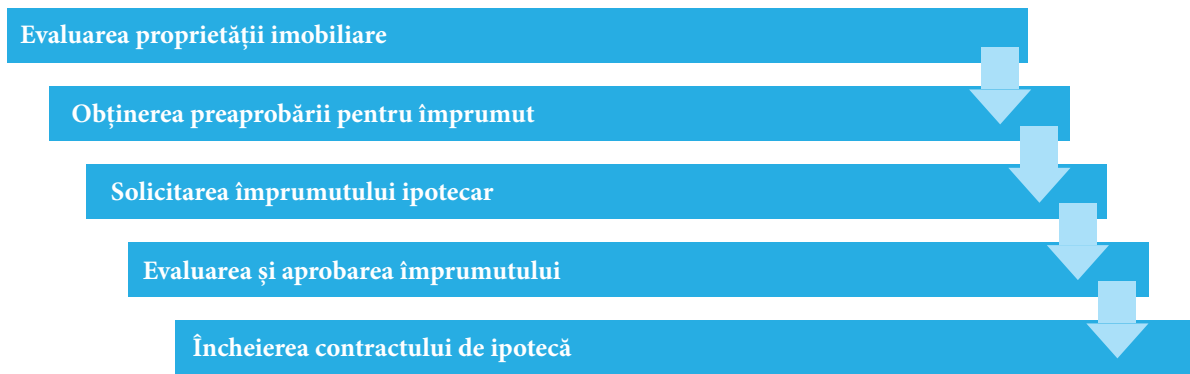 Evaluarea proprietății imobiliare
Obținerea preaprobării pentru împrumut
Solicitarea împrumutului ipotecar
Evaluarea și aprobarea împrumutului
Încheierea contractului de ipotecă